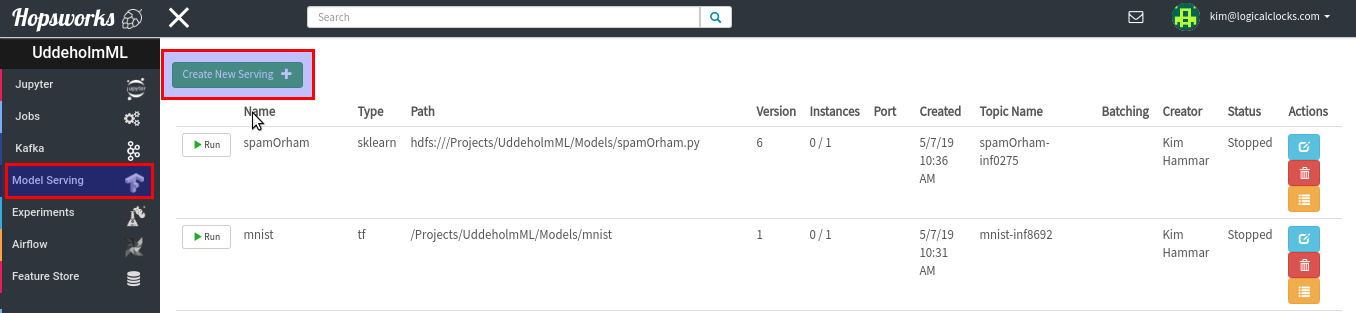 Hopsworks
Search
kim@logicalclocks.com
UddeholmML
Jupyter
Jobs
Kafka
Model Serving
Experiments
Airflow
Feature Store
Create New Serving
Name Type Path Version Instances Port Created Topic Name Batching Creator Status Actions
Run spamOrham sklearn hdfs:///Projects/UddeholmML/Models/spamOrham.py 6 0 / 1 5/7/19 spamOrham- Kim Stopped
10:36 inf0275 Hammar
AM
Run mnist tf /Projects/UddeholmML/Models/mnist 1 0 / 1 5/7/19 mnist-inf8692 Kim Stopped
10:31 Hammar
AM